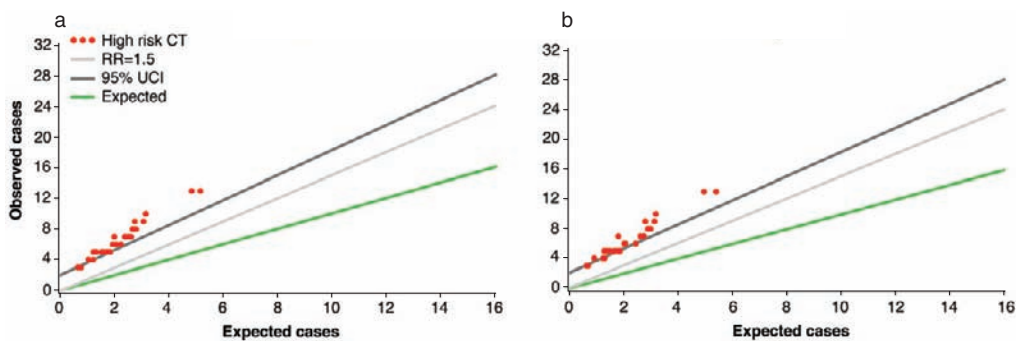 a
High risk CT
RR=1.5
95% UCI
Expected
Observed cases
32
28
24
20
16
12
8
4
0
0 2 4 6 8 10 12 14 16
Expected cases
b
32
28
24
20
16
12
8
4
0
0 2 4 6 8 10 12 14 16
Expected cases